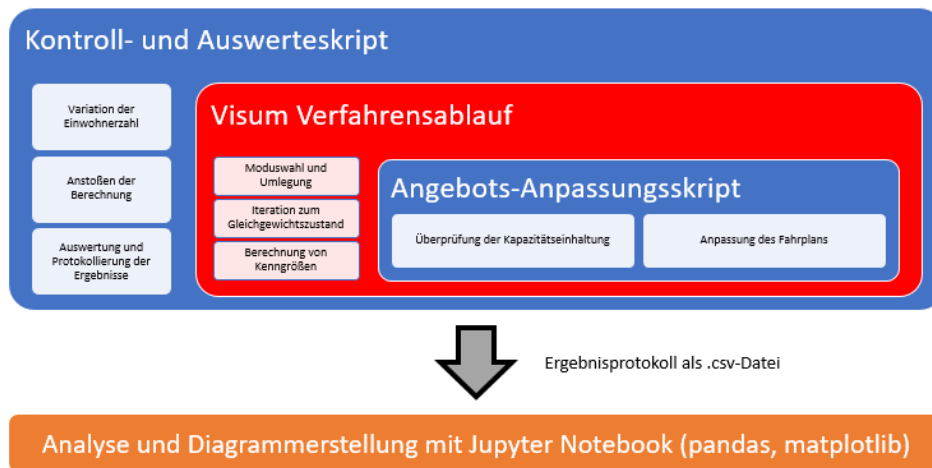 Kontroll- und Auswerteskript
Variation der
Einwohnerzahl
Anstoßen der
Berechnung
Auswertung und
Protokollierung der
Ergebnisse
Visum Verfahrensablauf
Moduswahl und
Umlegung
Iteration zum
Gleichgewichtszustand
Berechnung von
Kenngrößen
Angebots-Anpassungsskript
Überprüfung der Kapazitätseinhaltung
Anpassung des Fahrplans
Ergebnisprotokoll als .csv-Datei
Analyse und Diagrammerstellung mit Jupyter Notebook (pandas, matplotlib)